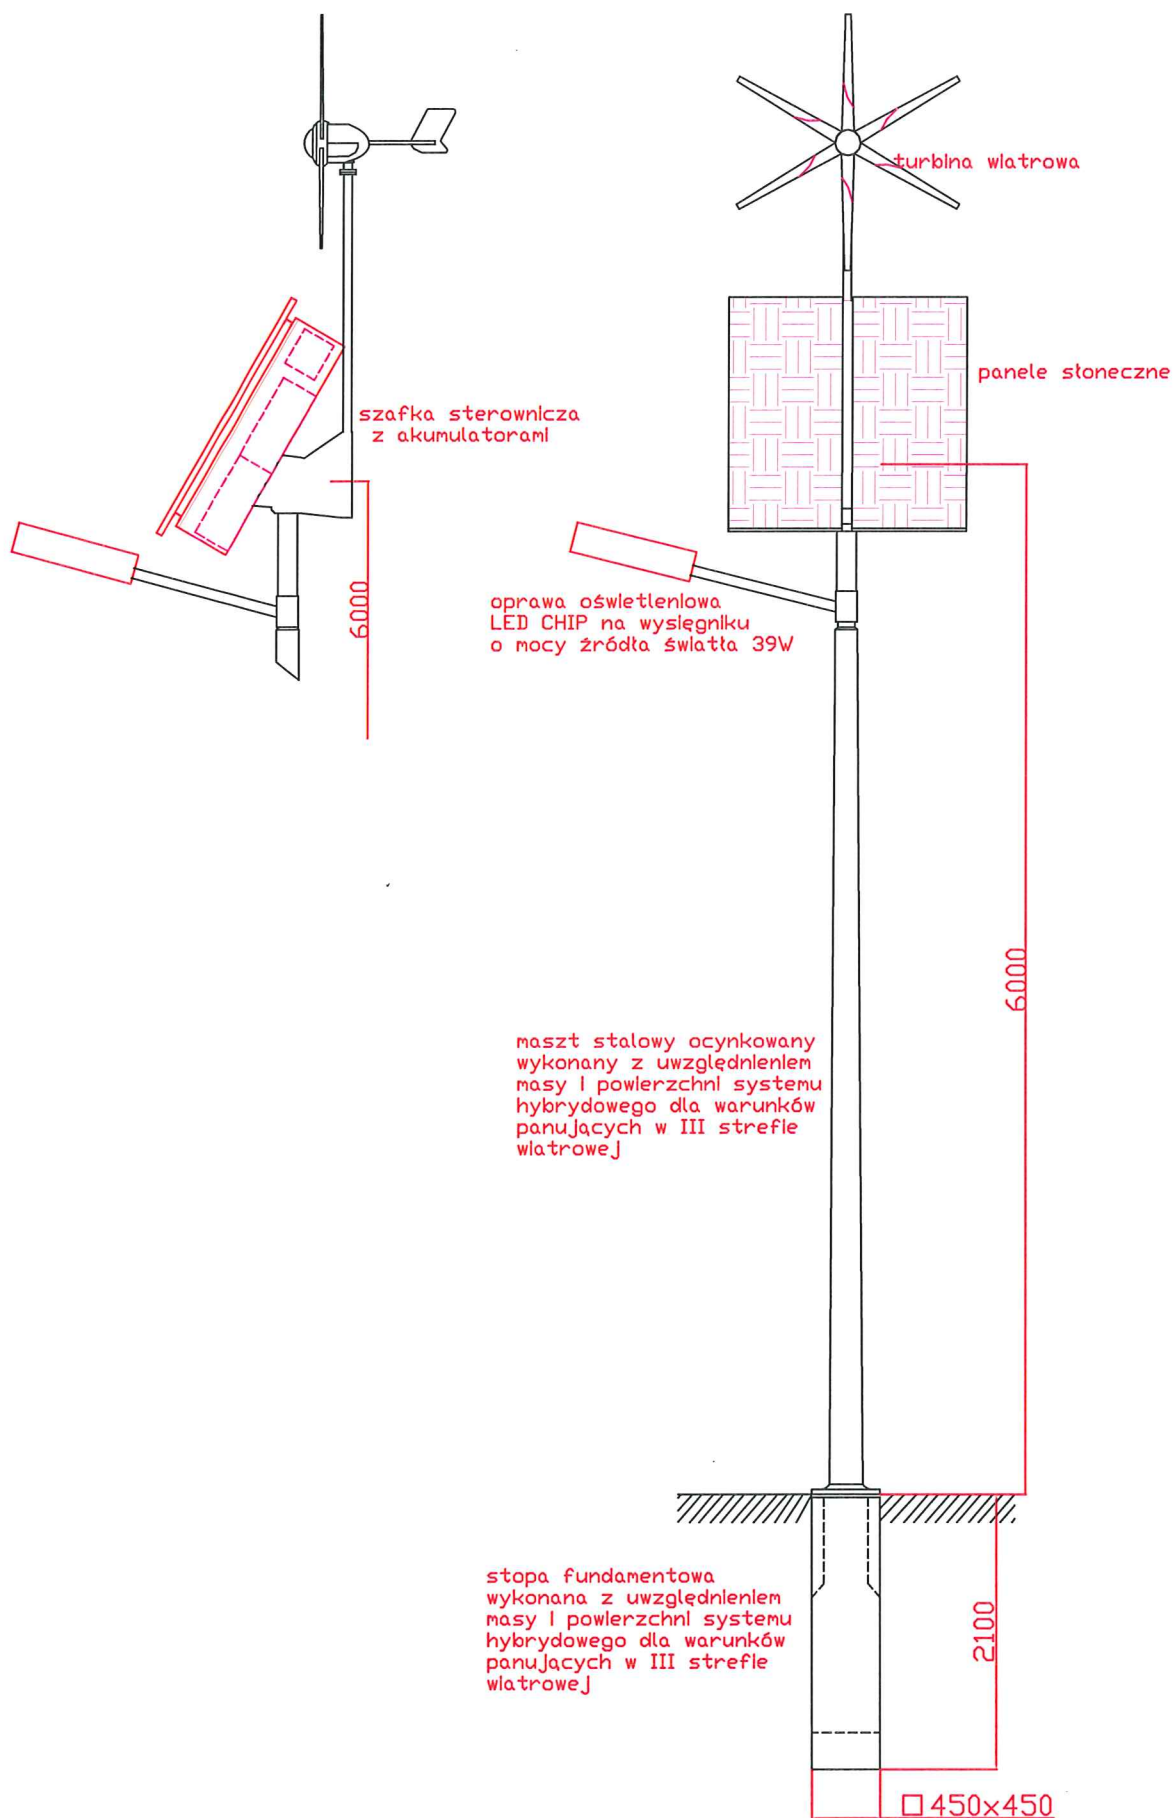 turbina wiatrowa
panele słoneczne
szafka sterownicza
z akumulatorami
6000
oprawa oświetleniowa
LED CHIP na wysięgniku
o mocy źródła światła 39W
6000
maszt stalowy ocynkowany
wykonany z uwzględnieniem
masy i powierzchni systemu
hybrydowego dla warunków
panujących w III strefie
wiatrowej
stopa fundamentowa
wykonana z uwzględnieniem
masy i powierzchni systemu
hybrydowego dla warunków
panujących w III strefie
wiatrowej
2100
□ 450x450